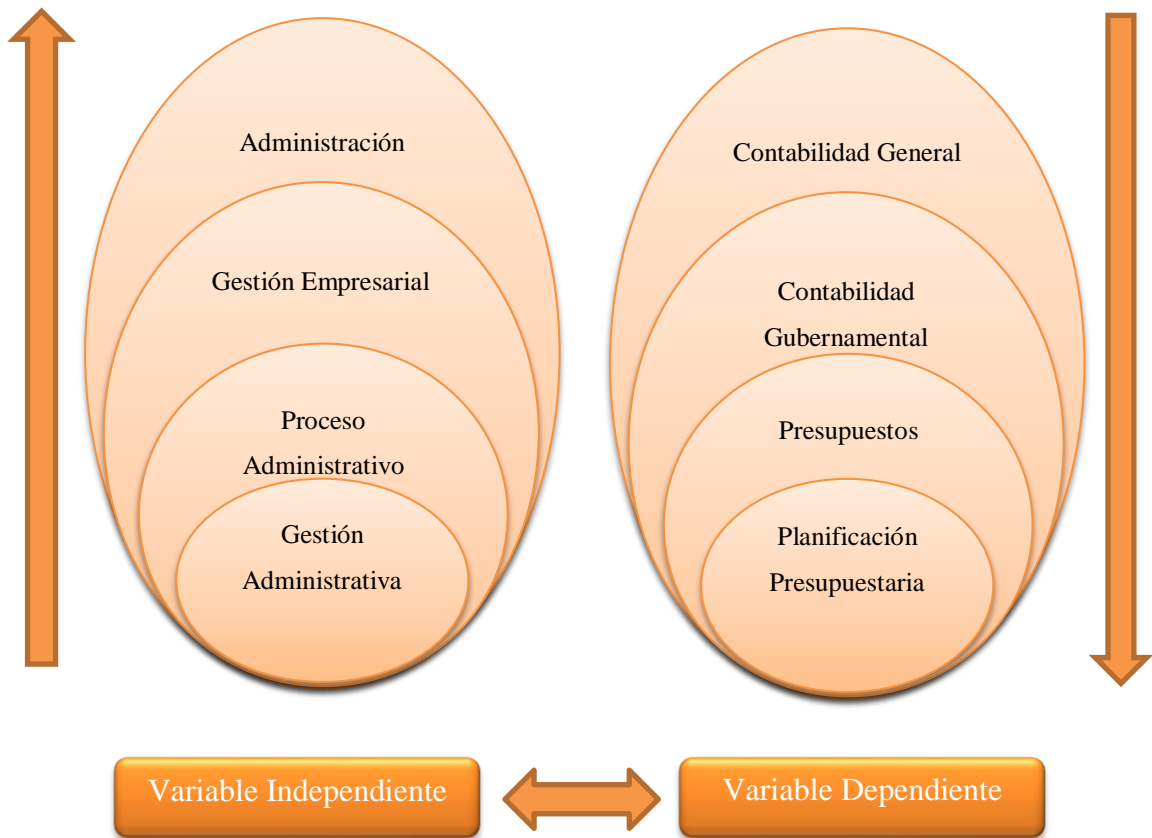 Administración
Gestión Empresarial
Proceso
Administrativo
Gestión
Administrativa
Contabilidad General
Contabilidad
Gubernamental
Presupuestos
Planificación
Presupuestaria
Variable Independiente
Variable Dependiente